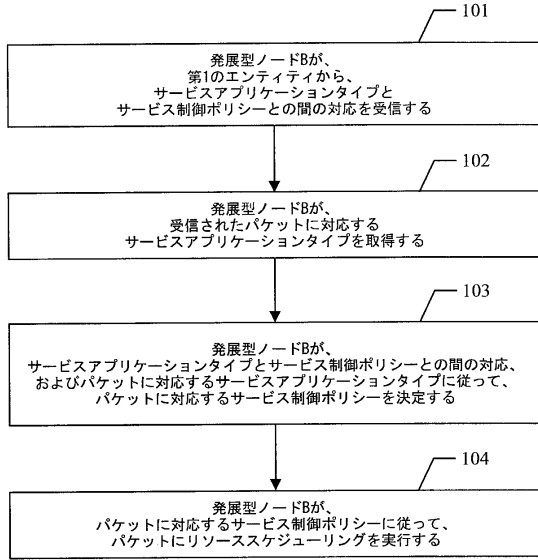 101
発展型ノードBが、
第1のエンティティから、
サービスアプリケーションタイプと
サービス制御ポリシーとの間の対応を受信する
102
発展型ノードBが、
受信されたパケットに対応する
サービスアプリケーションタイプを取得する
103
発展型ノードBが、
サービスアプリケーションタイプとサービス制御ポリシーとの間の対応、
およびパケットに対応するサービスアプリケーションタイプに従って、
パケットに対応するサービス制御ポリシーを決定する
104
発展型ノードBが、
パケットに対応するサービス制御ポリシーに従って、
パケットにリソーススケジューリングを実行する